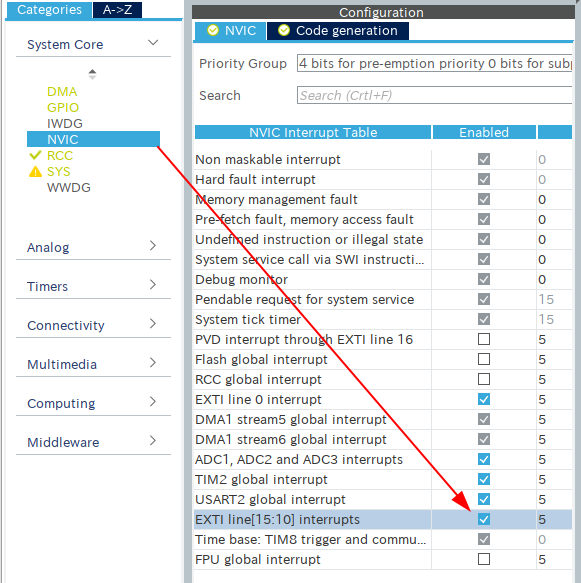 Categories
A->Z
System Core
DMA
GPIO
IWDG
NVIC
RCC
SYS
WWDG
Analog
Timers
Connectivity
Multimedia
Computing
Middleware
Configuration
NVIC
Code generation
Priority Group 4 bits for pre-emption priority 0 bits for sub
Search Search (Crtl+F)
NVIC Interrupt Table Enabled
Non maskable interrupt 0
Hard fault interrupt 0
Memory management fault 0
Pre-fetch fault, memory access fault 0
Undefined instruction or illegal state 0
System service call via SWI instructi... 0
Debug monitor 0
Pendable request for system service 15
System tick timer 15
PVD interrupt through EXTI line 16 5
Flash global interrupt 5
RCC global interrupt 5
EXTI line 0 interrupt 5
DMA1 stream5 global interrupt 5
DMA1 stream6 global interrupt 5
ADC1, ADC2 and ADC3 interrupts 5
TIM2 global interrupt 5
USART2 global interrupt 5
EXTI line[15:10] interrupts 5
Time base: TIM8 trigger and commu... 0
FPU global interrupt 5